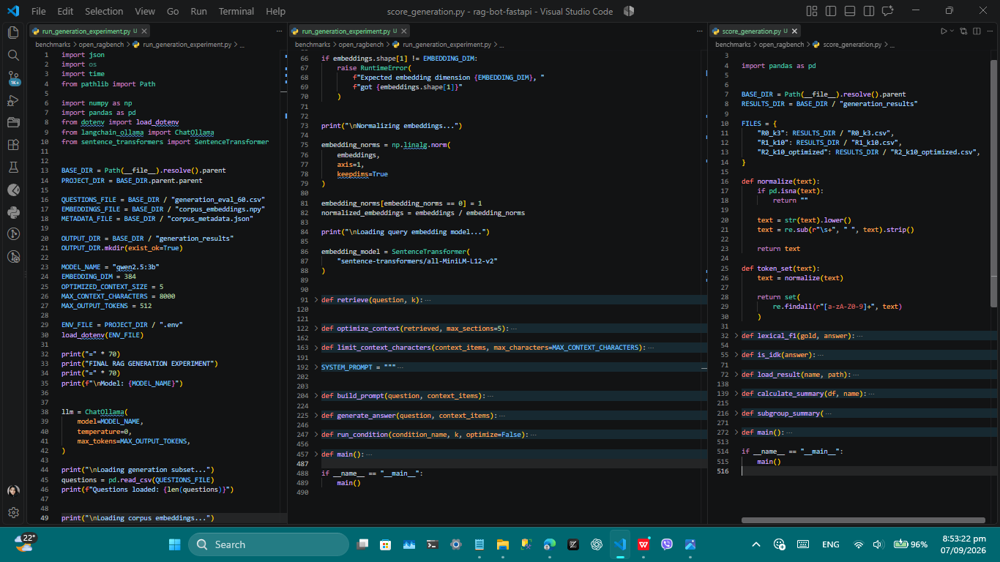 File Edit Selection View Go Run Terminal Help
score_generation.py - rag-bot-fastapi - Visual Studio Code
1K+
run_generation_experiment.py U
benchmarks > open_ragbench > run_generation_experiment.py > ...
1 import json
2 import os
3 import time
4 from pathlib import Path
5
6 import numpy as np
7 import pandas as pd
8 from dotenv import load_dotenv
9 from langchain_ollama import ChatOllama
10 from sentence_transformers import SentenceTransformer
11
12
13 BASE_DIR = Path(__file__).resolve().parent
14 PROJECT_DIR = BASE_DIR.parent.parent
15
16 QUESTIONS_FILE = BASE_DIR / "generation_eval_60.csv"
17 EMBEDDINGS_FILE = BASE_DIR / "corpus_embeddings.npy"
18 METADATA_FILE = BASE_DIR / "corpus_metadata.json"
19
20 OUTPUT_DIR = BASE_DIR / "generation_results"
21 OUTPUT_DIR.mkdir(exist_ok=True)
22
23 MODEL_NAME = "qwen2.5:3b"
24 EMBEDDING_DIM = 384
25 OPTIMIZED_CONTEXT_SIZE = 5
26 MAX_CONTEXT_CHARACTERS = 8000
27 MAX_OUTPUT_TOKENS = 512
28
29 ENV_FILE = PROJECT_DIR / ".env"
30 load_dotenv(ENV_FILE)
31
32 print("=" * 70)
33 print("FINAL RAG GENERATION EXPERIMENT")
34 print("=" * 70)
35 print(f"\nModel: {MODEL_NAME}")
36
37
38 llm = ChatOllama(
39 model=MODEL_NAME,
40 temperature=0,
41 max_tokens=MAX_OUTPUT_TOKENS,
42 )
43
44 print("\nLoading generation subset...")
45 questions = pd.read_csv(QUESTIONS_FILE)
46 print(f"Questions loaded: {len(questions)}")
47
48
49 print("\nLoading corpus embeddings...")
run_generation_experiment.py U
benchmarks > open_ragbench > run_generation_experiment.py > ...
66 if embeddings.shape[1] != EMBEDDING_DIM:
67 raise RuntimeError(
68 f"Expected embedding dimension {EMBEDDING_DIM}, "
69 f"got {embeddings.shape[1]}"
70 )
71
72
73 print("\nNormalizing embeddings...")
74
75 embedding_norms = np.linalg.norm(
76 embeddings,
77 axis=1,
78 keepdims=True
79 )
80
81 embedding_norms[embedding_norms == 0] = 1
82 normalized_embeddings = embeddings / embedding_norms
83
84 print("\nLoading query embedding model...")
85
86 embedding_model = SentenceTransformer(
87 "sentence-transformers/all-MiniLM-L12-v2"
88 )
89
90
91 def retrieve(question, k): ...
120
121
122 def optimize_context(retrieved, max_sections=5): ...
162
163 def limit_context_characters(context_items, max_characters=MAX_CONTEXT_CHARACTERS): ...
191
192 SYSTEM_PROMPT = """ ...
202
203
204 def build_prompt(question, context_items): ...
224
225 def generate_answer(question, context_items): ...
246
247 def run_condition(condition_name, k, optimize=False): ...
456
457 def main(): ...
487
488 if __name__ == "__main__":
489 main()
490
score_generation.py U
benchmarks > open_ragbench > score_generation.py > ...
3
4 import pandas as pd
5
6
7 BASE_DIR = Path(__file__).resolve().parent
8 RESULTS_DIR = BASE_DIR / "generation_results"
9
10 FILES = {
11 "R0_k3": RESULTS_DIR / "R0_k3.csv",
12 "R1_k10": RESULTS_DIR / "R1_k10.csv",
13 "R2_k10_optimized": RESULTS_DIR / "R2_k10_optimized.csv",
14 }
15
16 def normalize(text):
17 if pd.isna(text):
18 return ""
19
20 text = str(text).lower()
21 text = re.sub(r"\s+", " ", text).strip()
22
23 return text
24
25 def token_set(text):
26 text = normalize(text)
27
28 return set(
29 re.findall(r"[a-zA-Z0-9]+", text)
30 )
31
32 def lexical_f1(gold, answer): ...
54
55 def is_idk(answer): ...
71
72 def load_result(name, path): ...
138
139 def calculate_summary(df, name): ...
215
216 def subgroup_summary( ...
271
272 def main(): ...
513
514 if __name__ == "__main__":
515 main()
516
22°
Search
ENG
96%
8:53:22 pm
07/09/2026